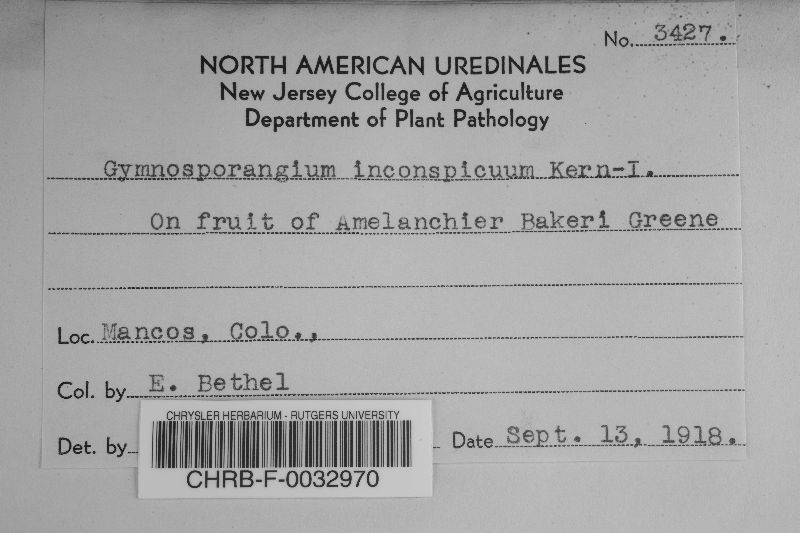 No. 3427.
NORTH AMERICAN UREDINALES
New Jersey College of Agriculture
Department of Plant Pathology
Gymnosporangium inconspicuum Kern-I.
On fruit of Amelanchier Bakeri Greene
Loc. Mancos, Colo.,
Col. by E. Bethel
Det. by
Date Sept. 13, 1918.
CHRYSLER HERBARIUM - RUTGERS UNIVERSITY
CHRB-F-0032970